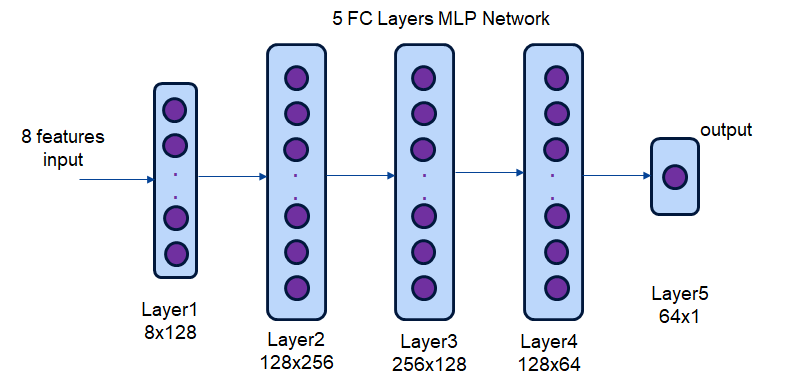 5 FC Layers MLP Network
8 features
input
output
Layer1
8x128
Layer2
128x256
Layer3
256x128
Layer4
128x64
Layer5
64x1